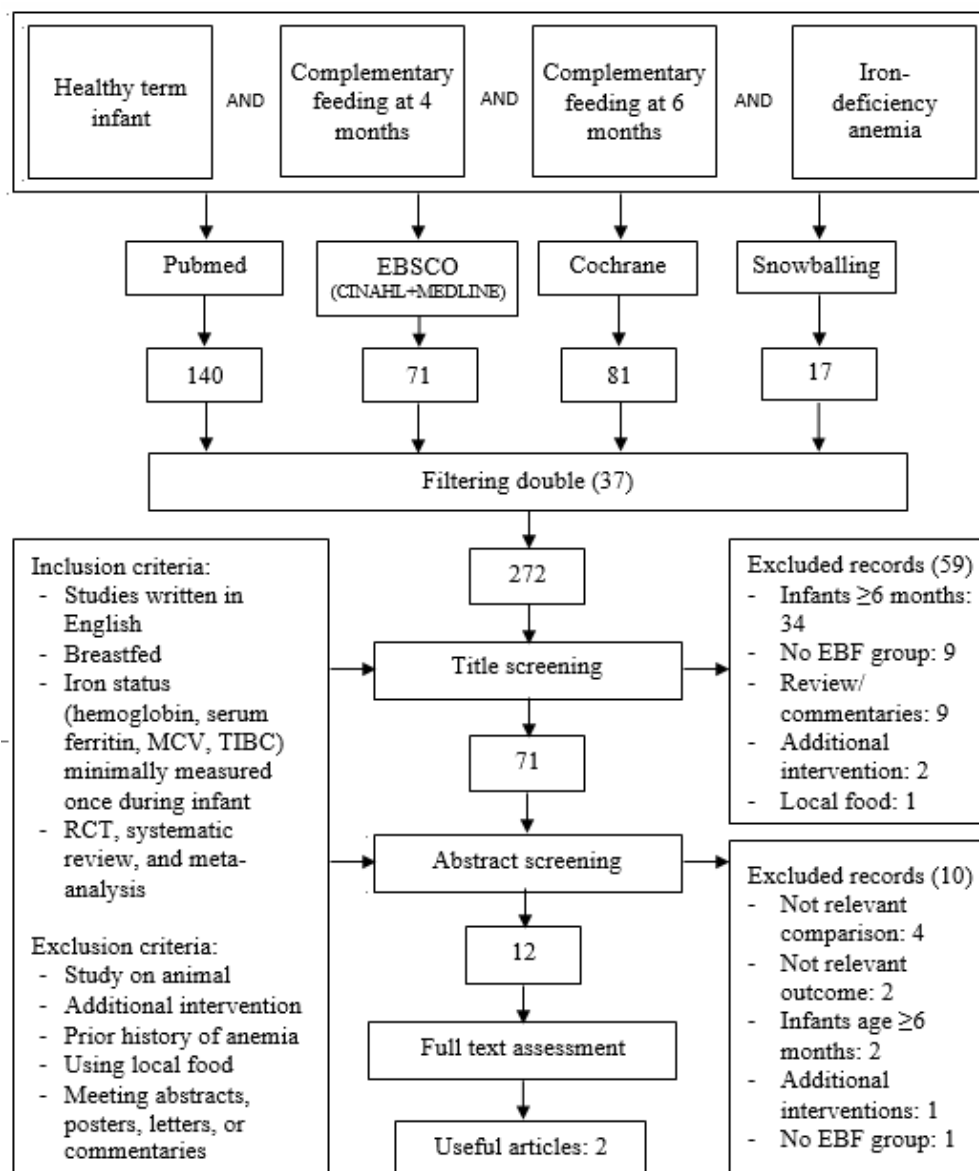 Healthy term
infant
AND
Complementary
feeding at 4
months
AND
Complementary
feeding at 6
months
AND
Iron-
deficiency
anemia
Pubmed
EBSCO
(CINAHL+MEDLINE)
Cochrane
Snowballing
140
71
81
17
Filtering double (37)
272
Inclusion criteria:
- Studies written in
English
- Breastfed
- Iron status
(hemoglobin, serum
ferritin, MCV, TIBC)
minimally measured
once during infant
- RCT, systematic
review, and meta-
analysis
Exclusion criteria:
- Study on animal
- Additional intervention
- Prior history of anemia
- Using local food
- Meeting abstracts,
posters, letters, or
commentaries
Title screening
71
Abstract screening
12
Full text assessment
Useful articles: 2
Excluded records (59)
- Infants ≥6 months:
34
- No EBF group: 9
- Review/
commentaries: 9
- Additional
intervention: 2
- Local food: 1
Excluded records (10)
- Not relevant
comparison: 4
- Not relevant
outcome: 2
- Infants age ≥6
months: 2
- Additional
interventions: 1
- No EBF group: 1